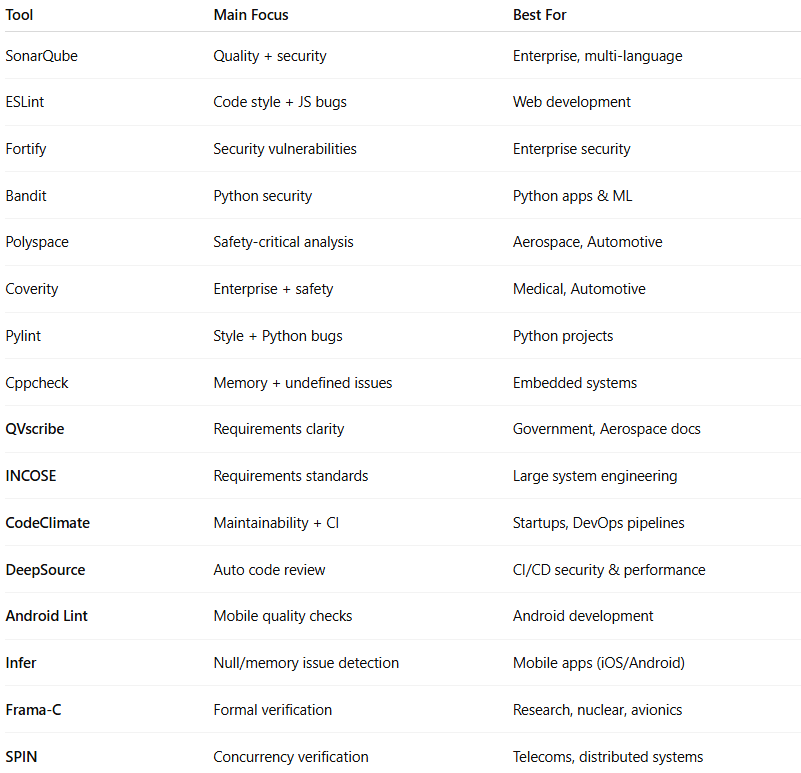 Tool Main Focus Best For
SonarQube Quality + security Enterprise, multi-language
ESLint Code style + JS bugs Web development
Fortify Security vulnerabilities Enterprise security
Bandit Python security Python apps & ML
Polyspace Safety-critical analysis Aerospace, Automotive
Coverity Enterprise + safety Medical, Automotive
Pylint Style + Python bugs Python projects
Cppcheck Memory + undefined issues Embedded systems
QVscribe Requirements clarity Government, Aerospace docs
INCOSE Requirements standards Large system engineering
CodeClimate Maintainability + CI Startups, DevOps pipelines
DeepSource Auto code review CI/CD security & performance
Android Lint Mobile quality checks Android development
Infer Null/memory issue detection Mobile apps (iOS/Android)
Frama-C Formal verification Research, nuclear, avionics
SPIN Concurrency verification Telecoms, distributed systems